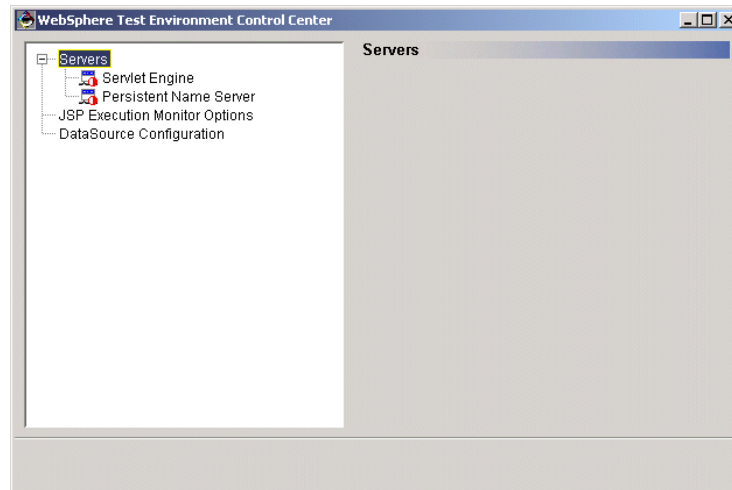 WebSphere Test Environment Control Center
Servers
Servlet Engine
Persistent Name Server
JSP Execution Monitor Options
DataSource Configuration
Servers